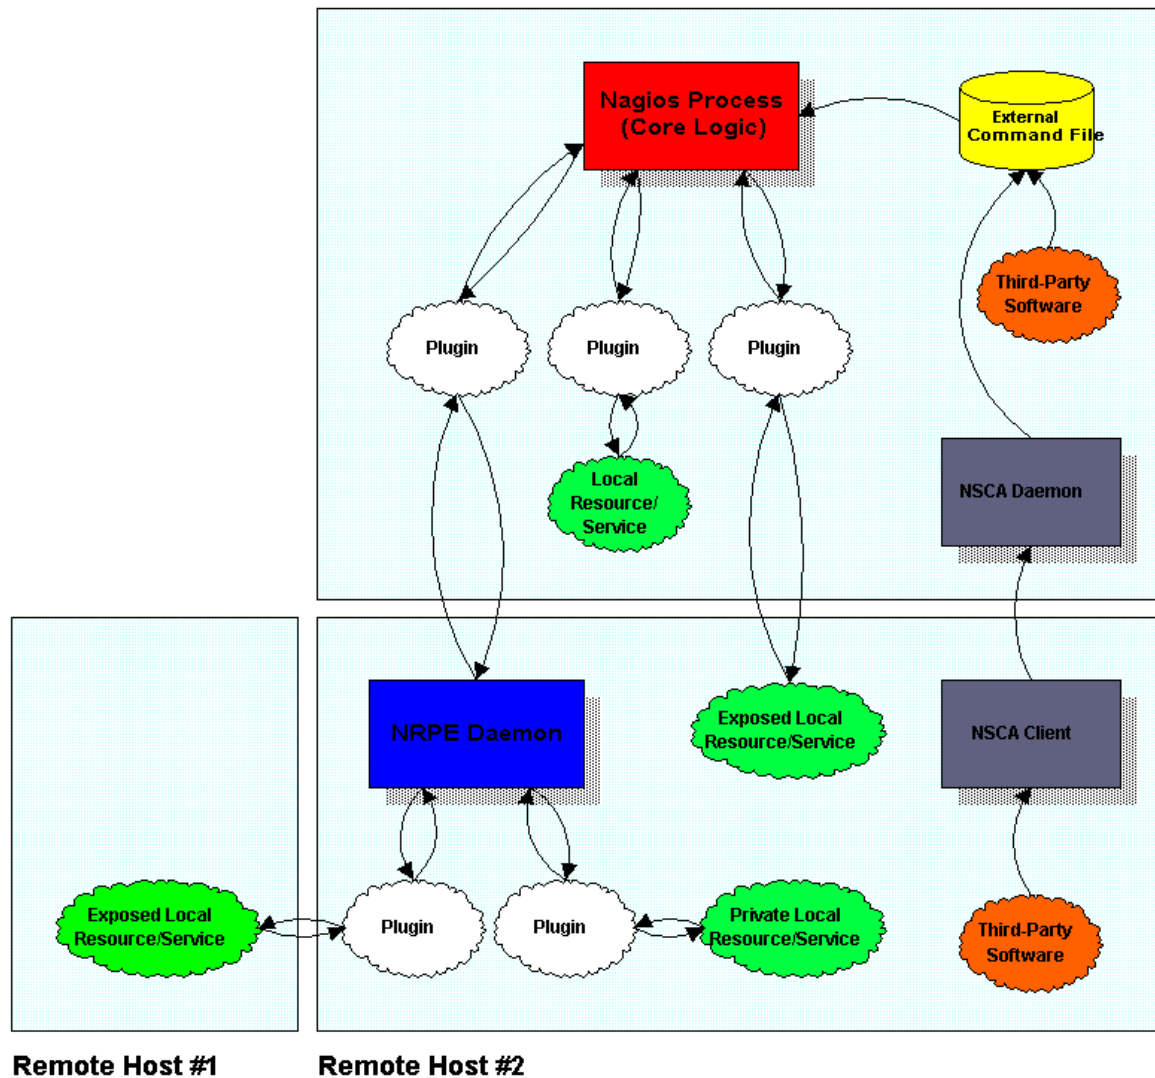 Nagios Process
(Core Logic)
External
Command File
Third-Party
Software
Plugin
Plugin
Plugin
Local
Resource/
Service
NSCA Daemon
NRPE Daemon
Exposed Local
Resource/Service
NSCA Client
Exposed Local
Resource/Service
Plugin
Plugin
Private Local
Resource/Service
Third-Party
Software
Remote Host #1
Remote Host #2